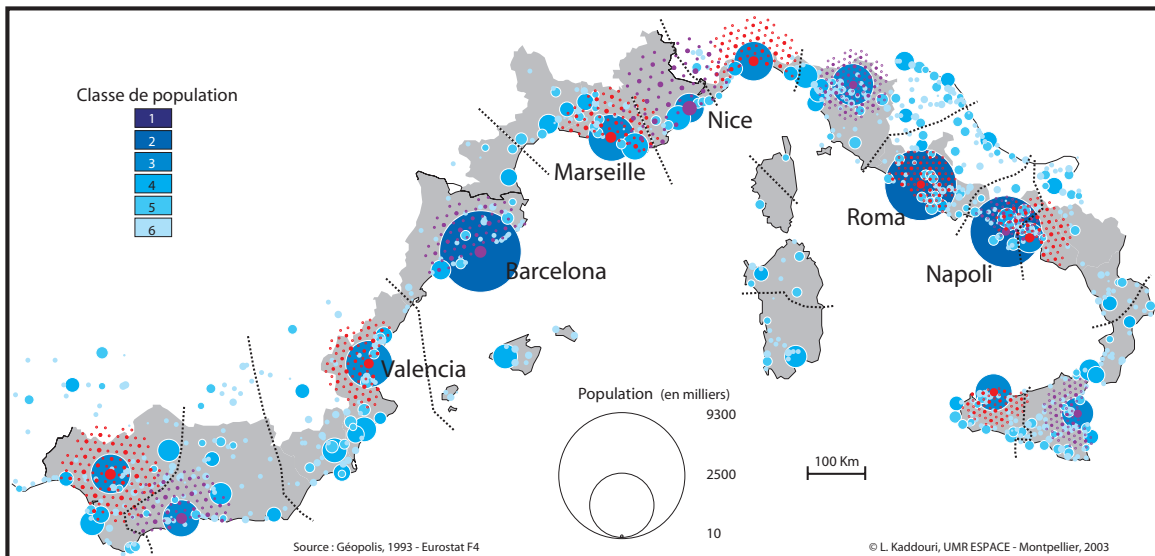 Classe de population
1
2
3
4
5
6
Nice
Marseille
Roma
Barcelona
Napoli
Valencia
Population (en milliers)
9300
2500
10
100 Km
Source : Géopolis, 1993 - Eurostat F4
© L. Kaddouri, UMR ESPACE - Montpellier, 2003